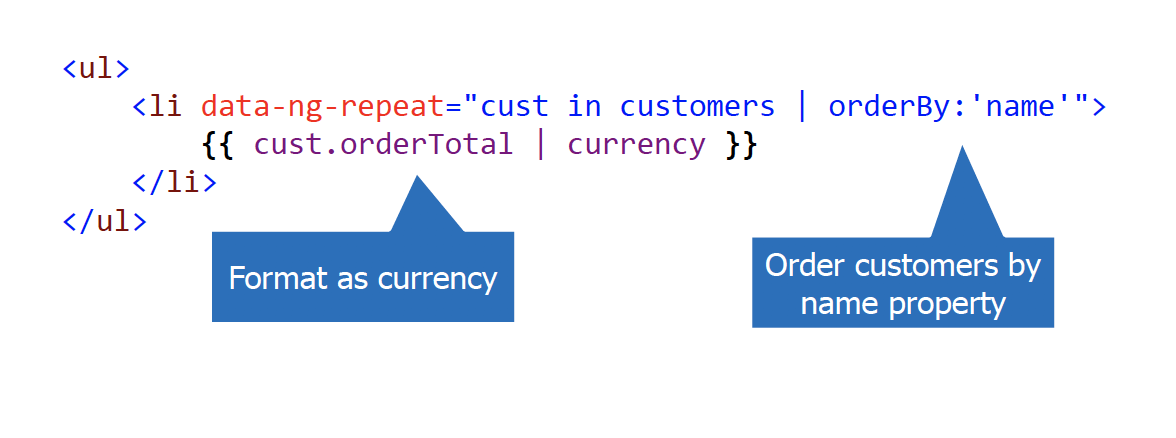 <ul>
<li data-ng-repeat="cust in customers | orderBy:'name'">
{{ cust.orderTotal | currency }}
</li>
</ul>
Format as currency
Order customers by
name property